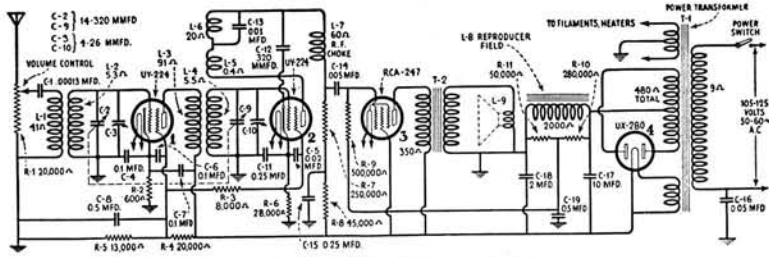 C-2 } 14-320 MMFD.
C-9
C-3 } 4-26 MMFD.
C-10
VOLUME CONTROL
C-1 .00013 MFD.
L-1
41Ω
L-2
5.3Ω
R-1 20,000Ω
C-2
C-3
UY-224
1
L-3
91Ω
0.1 MFD.
C-4
R-2
600Ω
C-6
0.1 MFD
C-7
0.1 MFD
C-8
0.5 MFD
R-5 13,000Ω
R-4 20,000Ω
R-3
8,000Ω
L-4
5.5Ω
L-6
20Ω
L-5
0.4Ω
C-13
.001
MFD
C-12
320
MMFD.
UY-224
2
C-9
C-10
C-11
0.25 MFD
C-5
0.02
MFD
R-6
28,000Ω
C-15 0.25 MFD.
L-7
60Ω
R.F.
CHOKE
C-14
.005 MFD
RCA-247
3
R-9
500,000Ω
R-7
250,000Ω
R-8 45,000Ω
T-2
350Ω
R-11
50,000Ω
L-9
L-8 REPRODUCER
FIELD
2000Ω
R-10
280,000Ω
C-18
2 MFD
C-19
0.5 MFD
C-17
10 MFD.
TO FILAMENTS, HEATERS
480Ω
TOTAL
UX-280
4
POWER TRANSFORMER
T-1
9Ω
POWER
SWITCH
105-125
VOLTS
50-60~
A.C
C-16
0.05 MFD